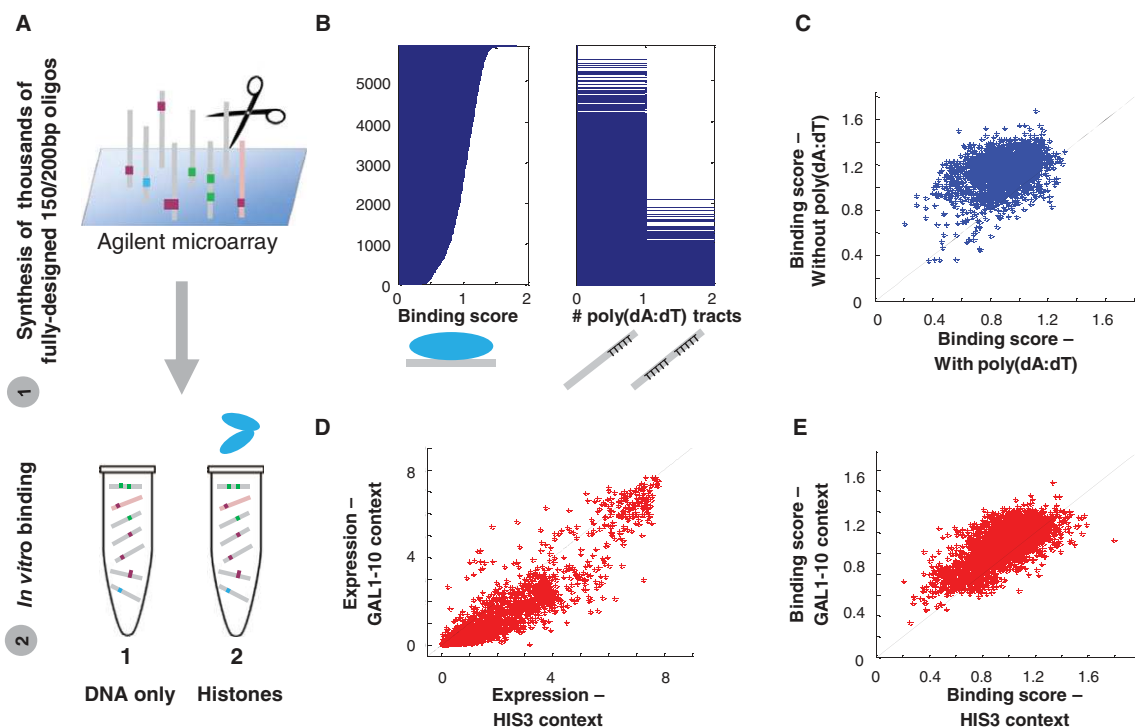 A
1
Synthesis of thousands of
fully-designed 150/200bp oligos
Agilent microarray
2
In vitro binding
1
2
DNA only
Histones
B
5000
4000
3000
2000
1000
0
0
1
2
Binding score
0
1
2
# poly(dA:dT) tracts
TTTTT
TTTTT
TTTTT
C
Binding score –
Without poly(dA:dT)
1.6
1.2
0.8
0.4
0
0
0.4
0.8
1.2
1.6
Binding score –
With poly(dA:dT)
D
Expression –
GAL1-10 context
8
4
0
0
4
8
Expression –
HIS3 context
E
Binding score –
GAL1-10 context
1.6
1.2
0.8
0.4
0
0
0.4
0.8
1.2
1.6
Binding score –
HIS3 context